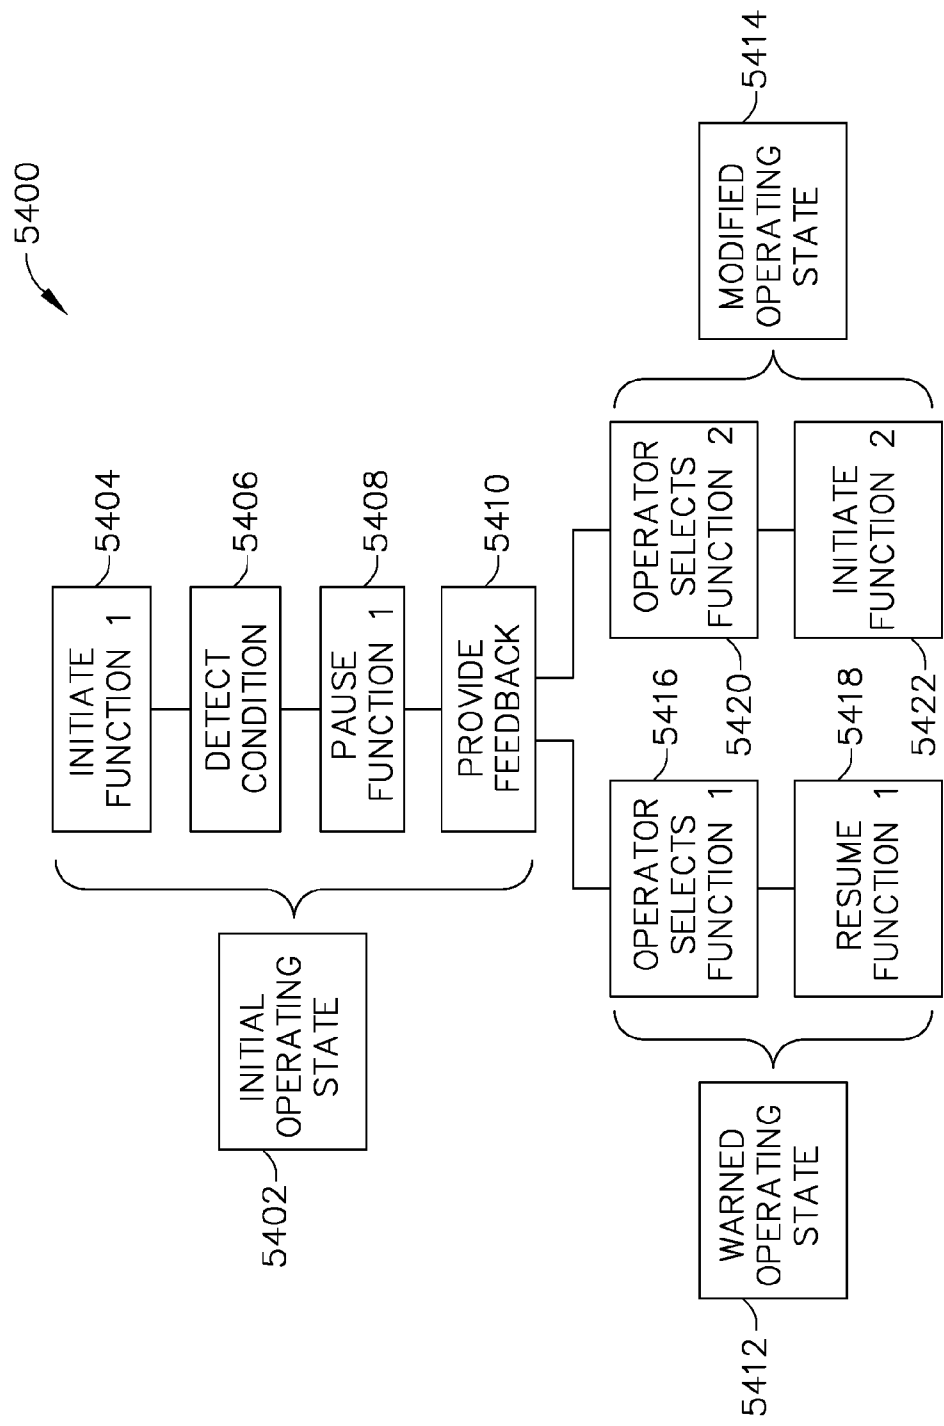 5400
INITIATE
FUNCTION 1
5404
DETECT
CONDITION
5406
PAUSE
FUNCTION 1
5408
PROVIDE
FEEDBACK
5410
INITIAL
OPERATING
STATE
5402
OPERATOR
SELECTS
FUNCTION 1
5416
RESUME
FUNCTION 1
5418
WARNED
OPERATING
STATE
5412
OPERATOR
SELECTS
FUNCTION 2
5420
INITIATE
FUNCTION 2
5422
MODIFIED
OPERATING
STATE
5414